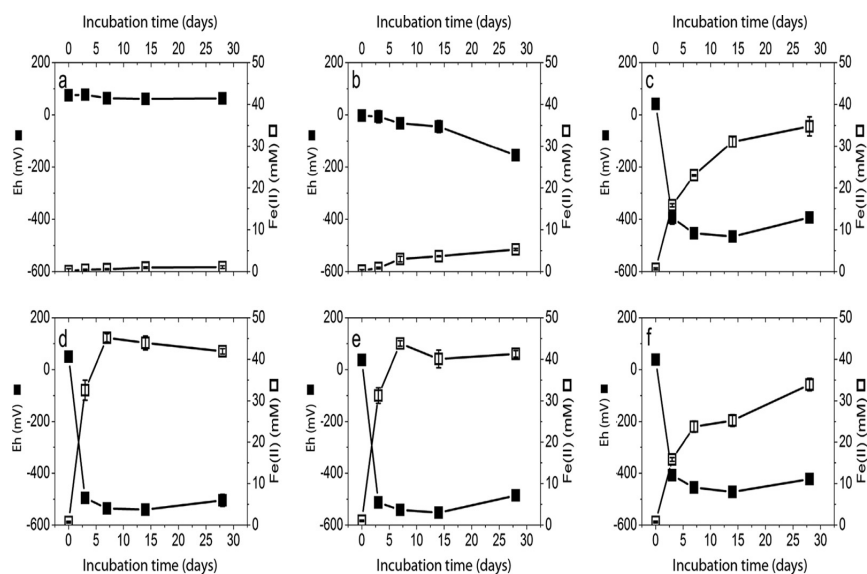 Incubation time (days) Incubation time (days) Incubation time (days)
0 5 10 15 20 25 30 0 5 10 15 20 25 30 0 5 10 15 20 25 30
200 50 200 50 200 50
a b c
0 40 0 40 0 40
-200 30 -200 30 -200 30
Eh (mV) Fe(II) (mM) Eh (mV) Fe(II) (mM) Eh (mV) Fe(II) (mM)
20 20 20
-400 10 -400 10 -400 10
-600 0 -600 0 -600 0
200 50 200 50 200 50
d e f
0 40 0 40 0 40
-200 30 -200 30 -200 30
Eh (mV) Fe(II) (mM) Eh (mV) Fe(II) (mM) Eh (mV) Fe(II) (mM)
20 20 20
-400 10 -400 10 -400 10
-600 0 -600 0 -600 0
0 5 10 15 20 25 30 0 5 10 15 20 25 30 0 5 10 15 20 25 30
Incubation time (days) Incubation time (days) Incubation time (days)